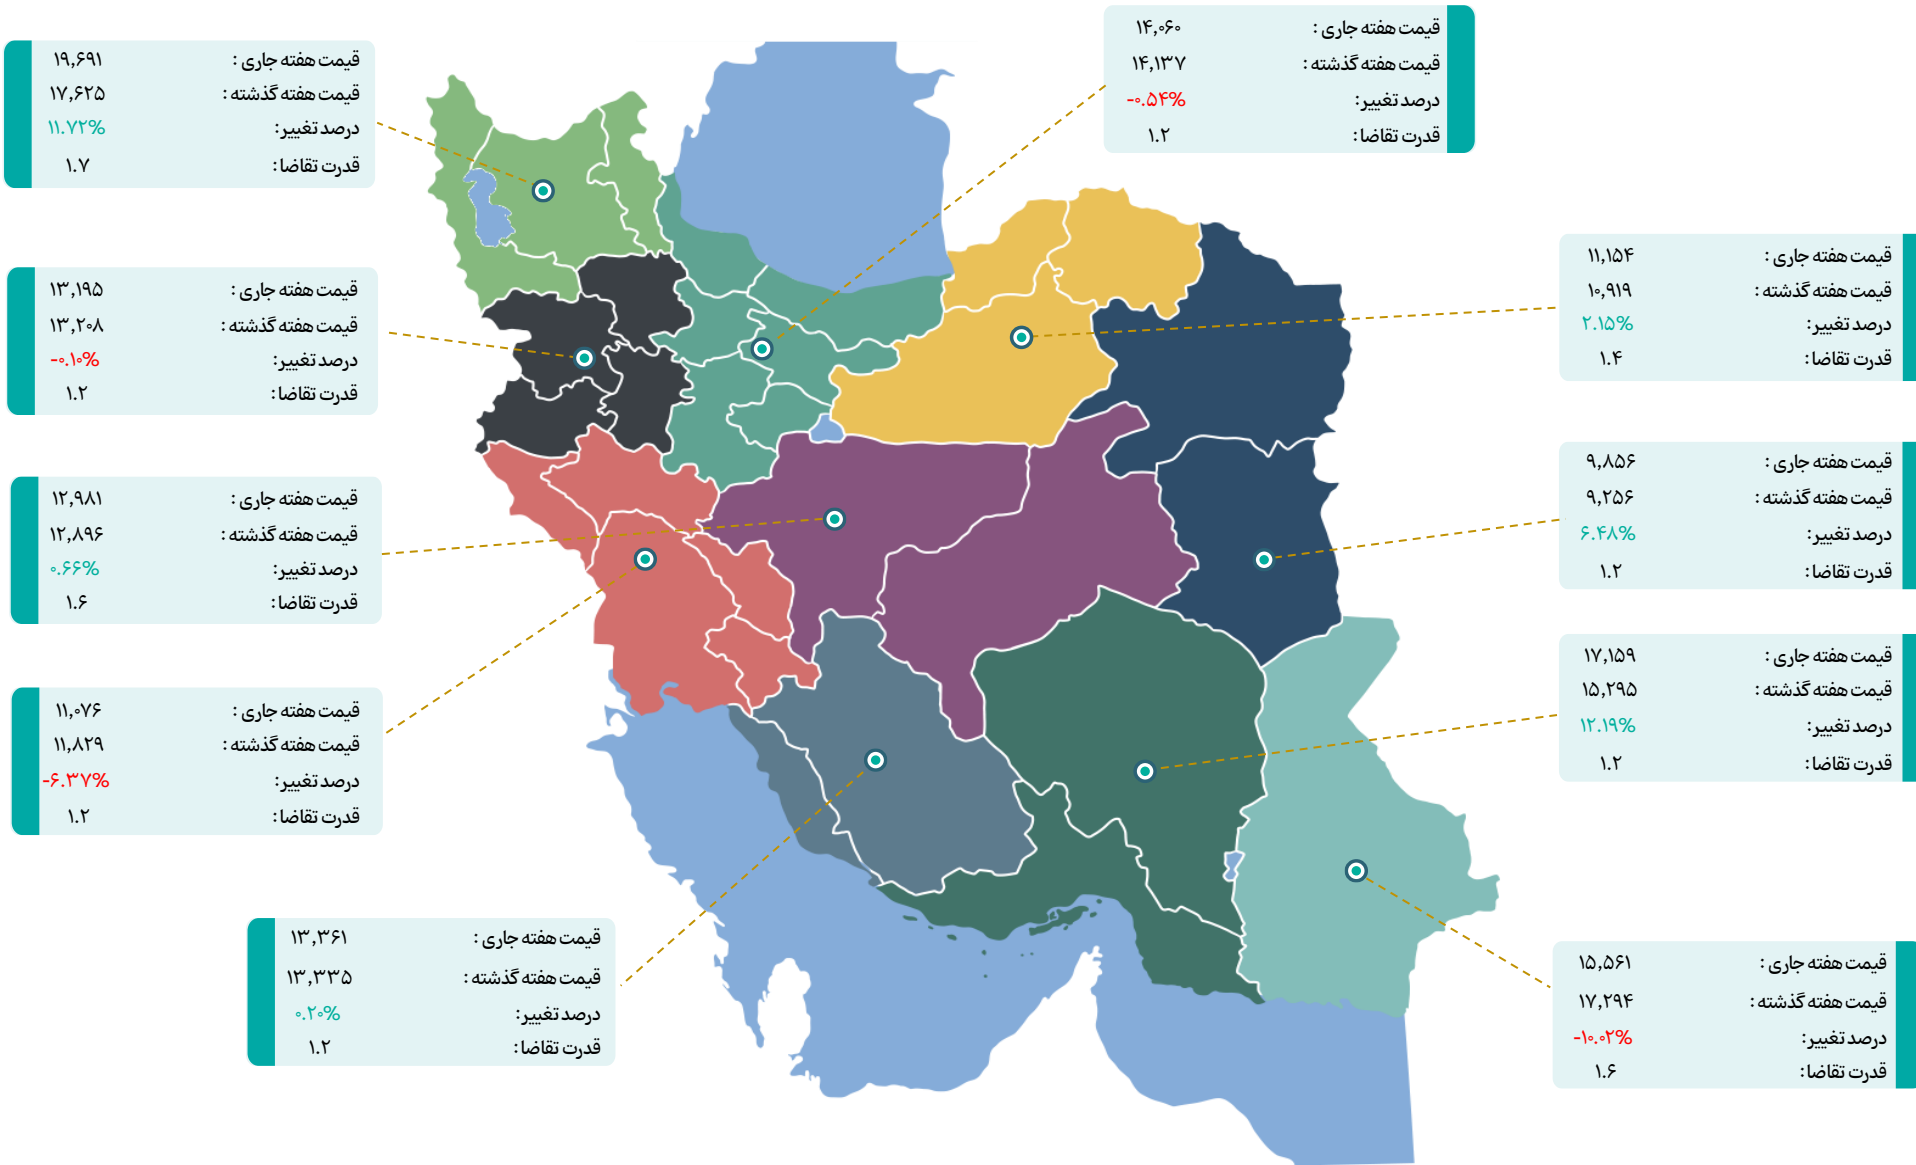 قیمت هفته جاری : ۱۴,۰۶۰
قیمت هفته گذشته : ۱۴,۱۳۷
درصد تغییر: -۰.۵۴%
قدرت تقاضا: ۱.۲
قیمت هفته جاری : ۱۹,۶۹۱
قیمت هفته گذشته : ۱۷,۶۲۵
درصد تغییر: ۱۱.۷۲%
قدرت تقاضا: ۱.۷
قیمت هفته جاری : ۱۱,۱۵۴
قیمت هفته گذشته : ۱۰,۹۱۹
درصد تغییر: ۲.۱۵%
قدرت تقاضا: ۱.۴
قیمت هفته جاری : ۱۳,۱۹۵
قیمت هفته گذشته : ۱۳,۲۰۸
درصد تغییر: -۰.۱۰%
قدرت تقاضا: ۱.۲
قیمت هفته جاری : ۹,۸۵۶
قیمت هفته گذشته : ۹,۲۵۶
درصد تغییر: ۶.۴۸%
قدرت تقاضا: ۱.۲
قیمت هفته جاری : ۱۲,۹۸۱
قیمت هفته گذشته : ۱۲,۸۹۶
درصد تغییر: ۰.۶۶%
قدرت تقاضا: ۱.۶
قیمت هفته جاری : ۱۷,۱۵۹
قیمت هفته گذشته : ۱۵,۲۹۵
درصد تغییر: ۱۲.۱۹%
قدرت تقاضا: ۱.۲
قیمت هفته جاری : ۱۱,۰۷۶
قیمت هفته گذشته : ۱۱,۸۲۹
درصد تغییر: -۶.۳۷%
قدرت تقاضا: ۱.۲
قیمت هفته جاری : ۱۳,۳۶۱
قیمت هفته گذشته : ۱۳,۳۳۵
درصد تغییر: ۰.۲۰%
قدرت تقاضا: ۱.۲
قیمت هفته جاری : ۱۵,۵۶۱
قیمت هفته گذشته : ۱۷,۲۹۴
درصد تغییر: -۱۰.۰۲%
قدرت تقاضا: ۱.۶